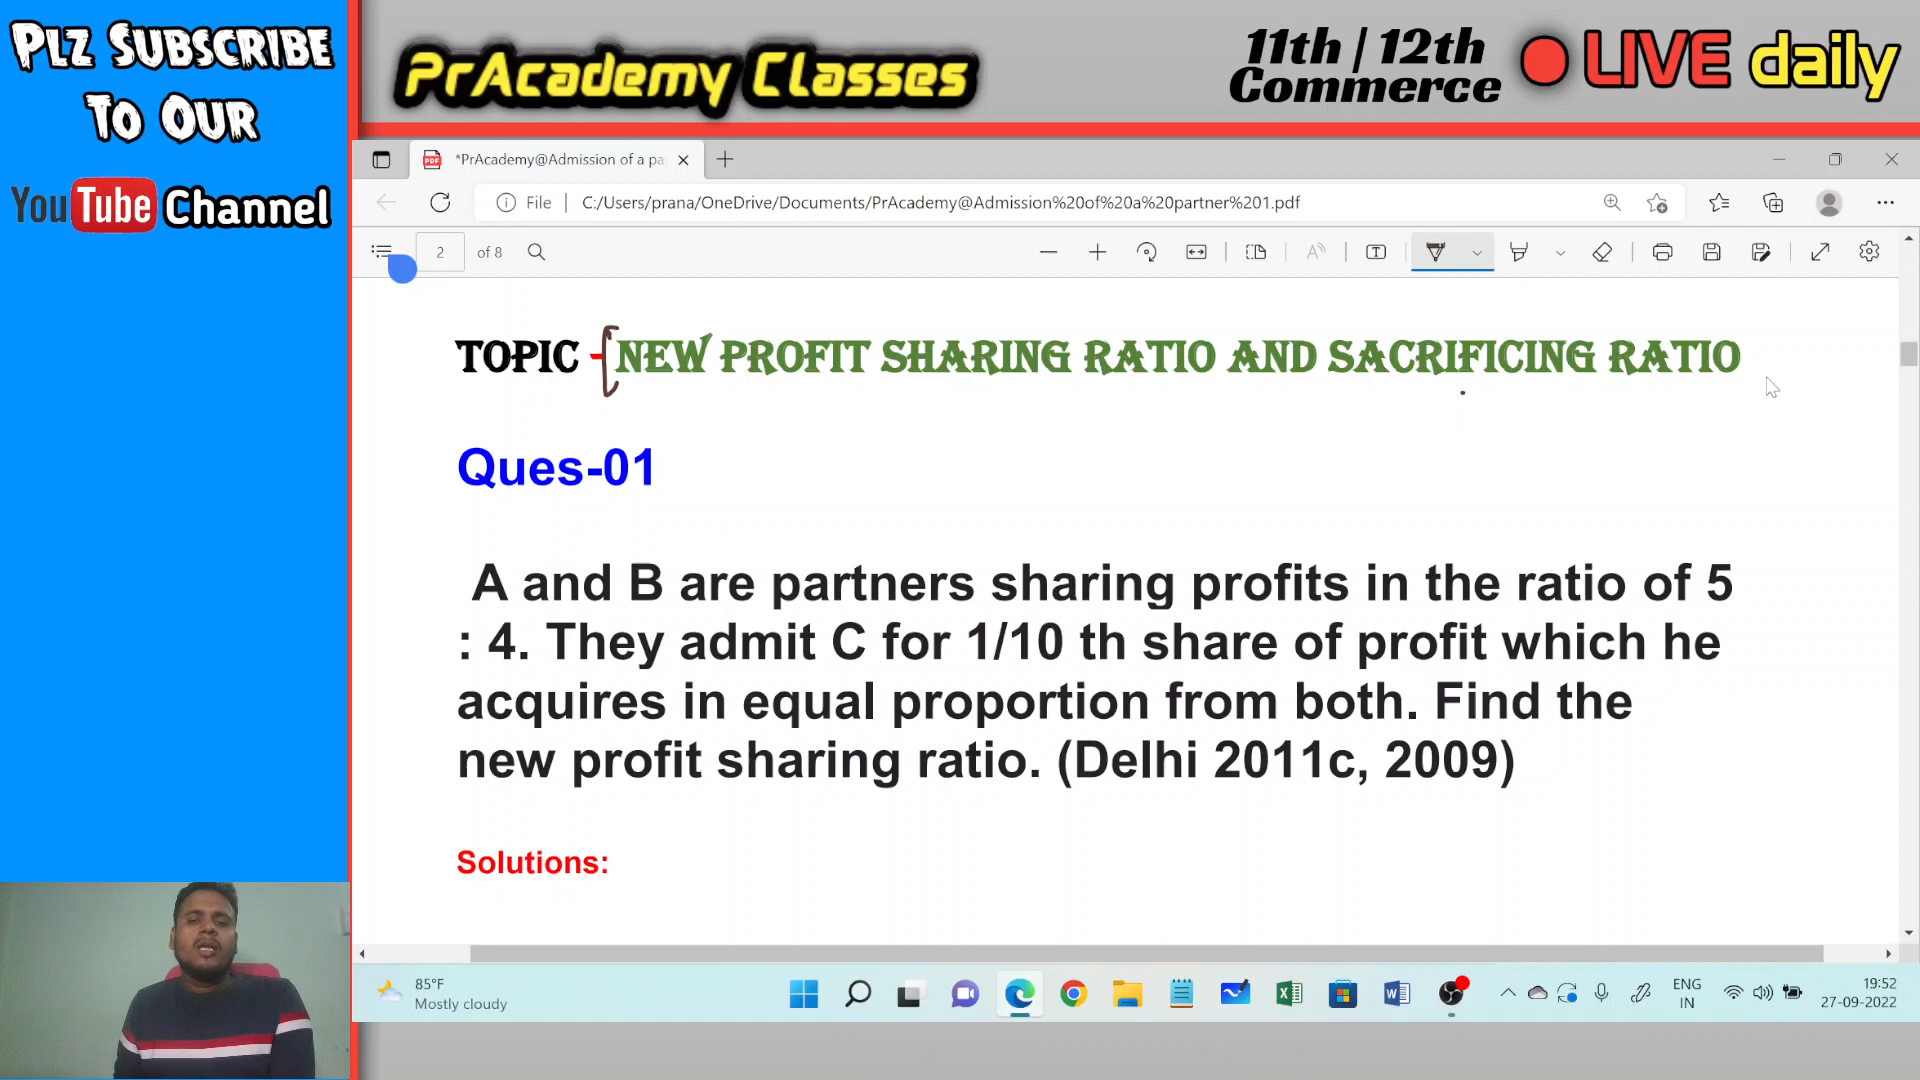 Plz Subscribe
To Our
YouTube Channel
PrAcademy Classes
11th | 12th
Commerce
LIVE daily
*PrAcademy@Admission of a pa
File | C:/Users/prana/OneDrive/Documents/PrAcademy@Admission%20of%20a%20partner%201.pdf
2 of 8
TOPIC - NEW PROFIT SHARING RATIO AND SACRIFICING RATIO
Ques-01
A and B are partners sharing profits in the ratio of 5
: 4. They admit C for 1/10 th share of profit which he
acquires in equal proportion from both. Find the
new profit sharing ratio. (Delhi 2011c, 2009)
Solutions:
85°F
Mostly cloudy
ENG
IN
19:52
27-09-2022